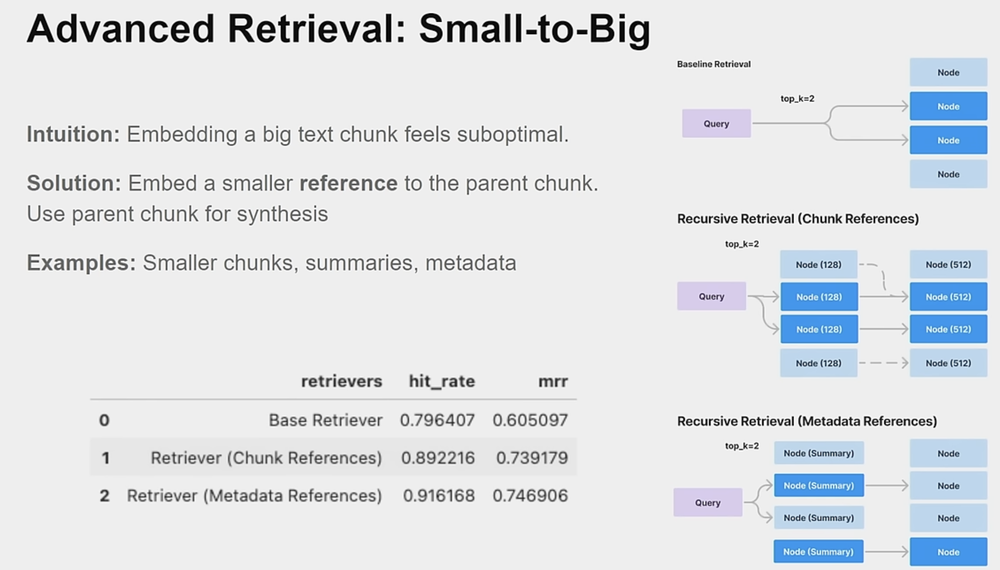 Advanced Retrieval: Small-to-Big
Intuition: Embedding a big text chunk feels suboptimal.
Solution: Embed a smaller reference to the parent chunk.
Use parent chunk for synthesis
Examples: Smaller chunks, summaries, metadata
retrievers hit_rate mrr
0 Base Retriever 0.796407 0.605097
1 Retriever (Chunk References) 0.892216 0.739179
2 Retriever (Metadata References) 0.916168 0.746906
Baseline Retrieval
top_k=2
Query
Node
Node
Node
Node
Recursive Retrieval (Chunk References)
top_k=2
Query
Node (128) Node (512)
Node (128) Node (512)
Node (128) Node (512)
Node (128) Node (512)
Recursive Retrieval (Metadata References)
top_k=2
Query
Node (Summary) Node
Node (Summary) Node
Node (Summary) Node
Node (Summary) Node